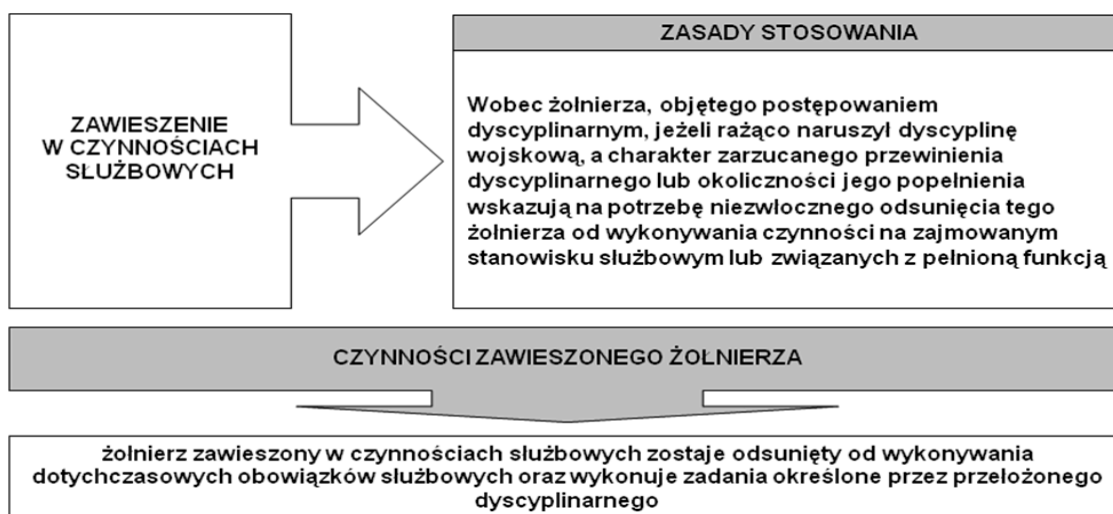 ZAWIESZENIE
W CZYNNOŚCIACH
SŁUŻBOWYCH
ZASADY STOSOWANIA
Wobec żołnierza, objętego postępowaniem
dyscyplinarnym, jeżeli rażąco naruszył dyscyplinę
wojskową, a charakter zarzucanego przewinienia
dyscyplinarnego lub okoliczności jego popełnienia
wskazują na potrzebę niezwłocznego odsunięcia tego
żołnierza od wykonywania czynności na zajmowanym
stanowisku służbowym lub związanych z pełnioną funkcją
CZYNNOŚCI ZAWIESZONEGO ŻOŁNIERZA
żołnierz zawieszony w czynnościach służbowych zostaje odsunięty od wykonywania
dotychczasowych obowiązków służbowych oraz wykonuje zadania określone przez przełożonego
dyscyplinarnego